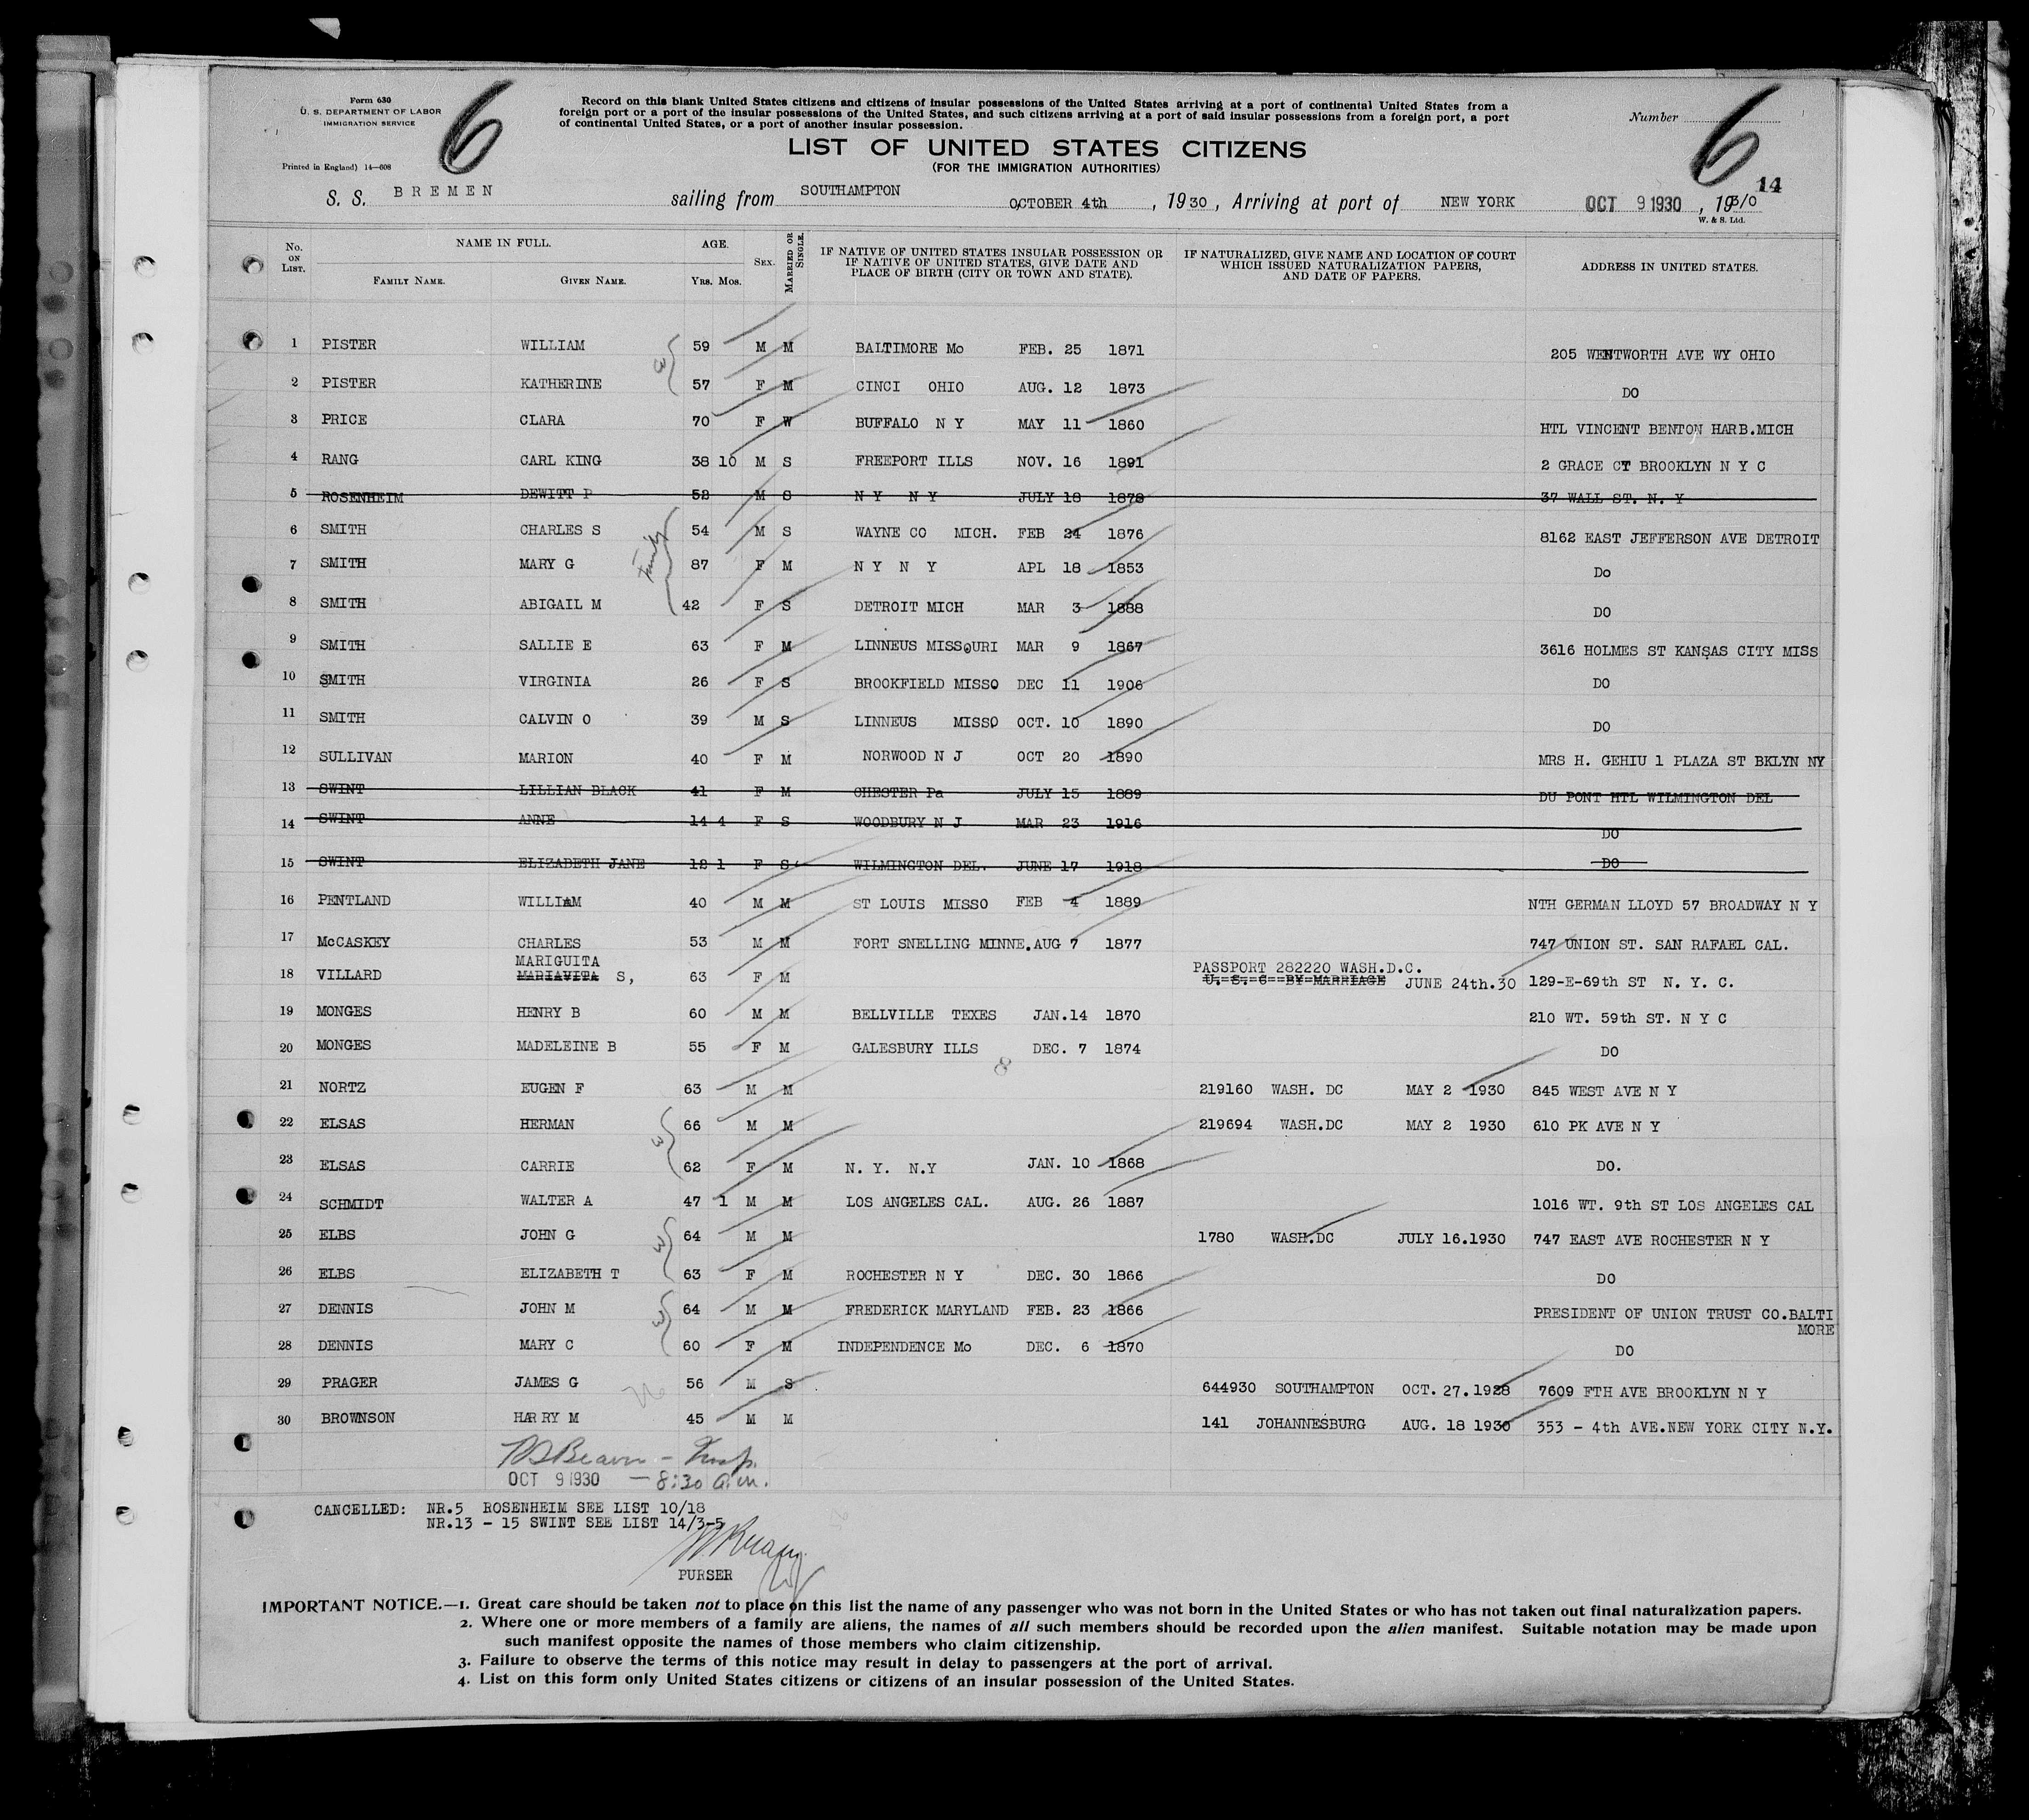 Form 630
U. S. DEPARTMENT OF LABOR
IMMIGRATION SERVICE
Printed in England) 14—608
6
Record on this blank United States citizens and citizens of insular possessions of the United States arriving at a port of continental United States from a
foreign port or a port of the insular possessions of the United States, and such citizens arriving at a port of said insular possessions from a foreign port, a port
of continental United States, or a port of another insular possession.
Number
6
14
LIST OF UNITED STATES CITIZENS
(FOR THE IMMIGRATION AUTHORITIES)
S. S. BREMEN sailing from SOUTHAMPTON OCTOBER 4th, 1930, Arriving at port of NEW YORK OCT 9 1930, 193/0
W. & S. Ltd.
No. ON LIST. NAME IN FULL. FAMILY NAME. GIVEN NAME. AGE. YRS. MOS. SEX. MARRIED OR SINGLE. IF NATIVE OF UNITED STATES INSULAR POSSESSION OR IF NATIVE OF UNITED STATES, GIVE DATE AND PLACE OF BIRTH (CITY OR TOWN AND STATE). IF NATURALIZED, GIVE NAME AND LOCATION OF COURT WHICH ISSUED NATURALIZATION PAPERS, AND DATE OF PAPERS. ADDRESS IN UNITED STATES.
1 PISTER WILLIAM 59 M M BALTIMORE Mo FEB. 25 1871 205 WENTWORTH AVE WY OHIO
2 PISTER KATHERINE 57 F M CINCI OHIO AUG. 12 1873 DO
3 PRICE CLARA 70 F W BUFFALO N Y MAY 11 1860 HTL VINCENT BENTON HARB.MICH
4 RANG CARL KING 38 10 M S FREEPORT ILLS NOV. 16 1891 2 GRACE CT BROOKLYN N Y C
5 ROSENHEIM DEWITT P 52 M S N Y N Y JULY 18 1878 37 WALL ST. N. Y
6 SMITH CHARLES S 54 M S WAYNE CO MICH. FEB 24 1876 8162 EAST JEFFERSON AVE DETROIT
7 SMITH MARY G 87 F M N Y N Y APL 18 1853 Do
family
8 SMITH ABIGAIL M 42 F S DETROIT MICH MAR 3 1888 DO
9 SMITH SALLIE E 63 F M LINNEUS MISSOURI MAR 9 1867 3616 HOLMES ST KANSAS CITY MISS
10 SMITH VIRGINIA 26 F S BROOKFIELD MISSO DEC 11 1906 DO
11 SMITH CALVIN O 39 M S LINNEUS MISSO OCT. 10 1890 DO
12 SULLIVAN MARION 40 F M NORWOOD N J OCT 20 1890 MRS H. GEHIU 1 PLAZA ST BKLYN NY
13 SWINT LILLIAN BLACK 41 F M CHESTER Pa JULY 15 1889 DU PONT HTL WILMINGTON DEL
14 SWINT ANNE 14 4 F S WOODBURY N J MAR 23 1916 DO
15 SWINT ELIZABETH JANE 12 1 F S WILMINGTON DEL. JUNE 17 1918 DO
16 PENTLAND WILLIAM 40 M M ST LOUIS MISSO FEB 4 1889 NTH GERMAN LLOYD 57 BROADWAY N Y
17 McCASKEY CHARLES 53 M M FORT SNELLING MINNE. AUG 7 1877 747 UNION ST. SAN RAFAEL CAL.
MARIGUITA PASSPORT 282220 WASH.D.C.
18 VILLARD MARIAVITA S, 63 F M U. S. C BY MARRIAGE JUNE 24th.30 129-E-69th ST N. Y. C.
19 MONGES HENRY B 60 M M BELLVILLE TEXES JAN.14 1870 210 WT. 59th ST. N Y C
20 MONGES MADELEINE B 55 F M GALESBURY ILLS DEC. 7 1874 DO
8
21 NORTZ EUGEN F 63 M M 219160 WASH. DC MAY 2 1930 845 WEST AVE N Y
22 ELSAS HERMAN 66 M M 219694 WASH.DC MAY 2 1930 610 PK AVE N Y
23 ELSAS CARRIE 62 F M N. Y. N.Y JAN. 10 1868 DO.
24 SCHMIDT WALTER A 47 1 M M LOS ANGELES CAL. AUG. 26 1887 1016 WT. 9th ST LOS ANGELES CAL
25 ELBS JOHN G 64 M M 1780 WASH.DC JULY 16.1930 747 EAST AVE ROCHESTER N Y
26 ELBS ELIZABETH T 63 F M ROCHESTER N Y DEC. 30 1866 DO
27 DENNIS JOHN M 64 M M FREDERICK MARYLAND FEB. 23 1866 PRESIDENT OF UNION TRUST CO.BALTI
MORE
28 DENNIS MARY C 60 F M INDEPENDENCE Mo DEC. 6 1870 DO
29 PRAGER JAMES G 56 M S 644930 SOUTHAMPTON OCT. 27.1928 7609 FTH AVE BROOKLYN N Y
30 BROWNSON HARRY M 45 M M 141 JOHANNESBURG AUG. 18 1930 353 - 4th AVE.NEW YORK CITY N.Y.
Insp.
OCT 9 1930 — 8:30 a.m.
CANCELLED: NR.5 ROSENHEIM SEE LIST 10/18
NR.13 - 15 SWINT SEE LIST 14/3-5
PURSER
IMPORTANT NOTICE.—1. Great care should be taken not to place on this list the name of any passenger who was not born in the United States or who has not taken out final naturalization papers.
2. Where one or more members of a family are aliens, the names of all such members should be recorded upon the alien manifest. Suitable notation may be made upon
such manifest opposite the names of those members who claim citizenship.
3. Failure to observe the terms of this notice may result in delay to passengers at the port of arrival.
4. List on this form only United States citizens or citizens of an insular possession of the United States.